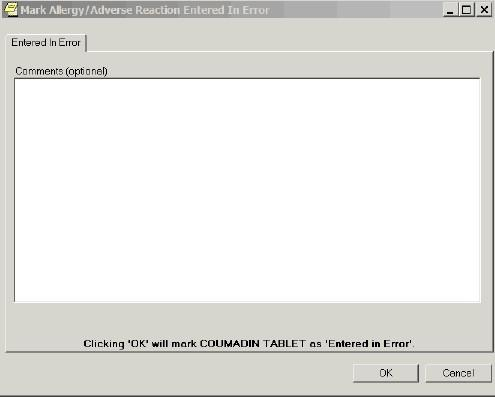 Mark Allergy/Adverse Reaction Entered In Error
Entered In Error
Comments (optional)
Clicking 'OK' will mark COUMADIN TABLET as 'Entered in Error'.
OK Cancel